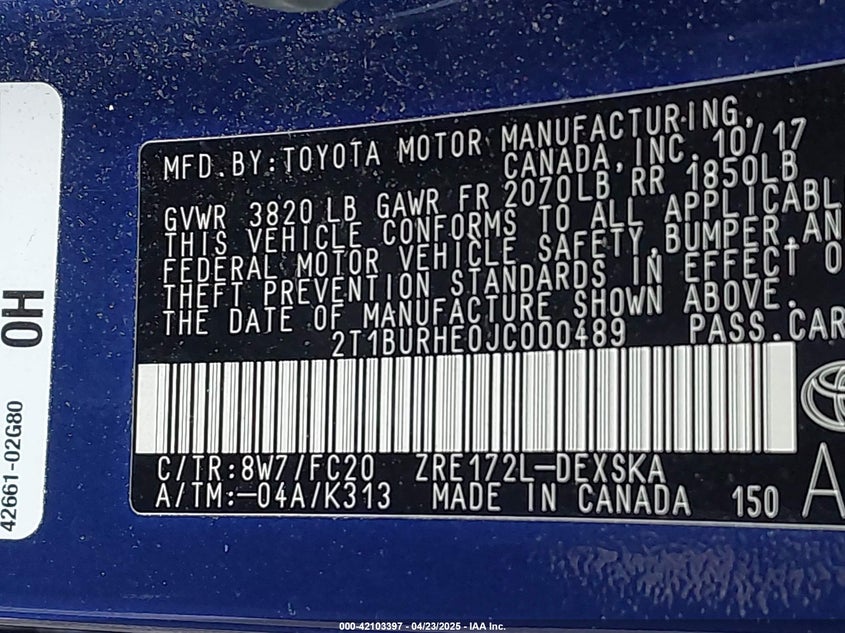 MFD.BY:TOYOTA MOTOR MANUFACTURING,
CANADA, INC. 10/17
GVWR 3820 LB GAWR FR 2070LB RR 1850LB
THIS VEHICLE CONFORMS TO ALL APPLICABL
FEDERAL MOTOR VEHICLE SAFETY,BUMPER,AN
THEFT PREVENTION STANDARDS IN EFFECT O
THE DATE OF MANUFACTURE SHOWN ABOVE.
2T1BURHE0JC000489 PASS.CAR
C/TR:8W7/FC20 ZRE172L-DEXSKA
A/TM:-04A/K313 MADE IN CANADA 150 A
42661-02G80 0H
000-42103397 - 04/23/2025 - IAA Inc.